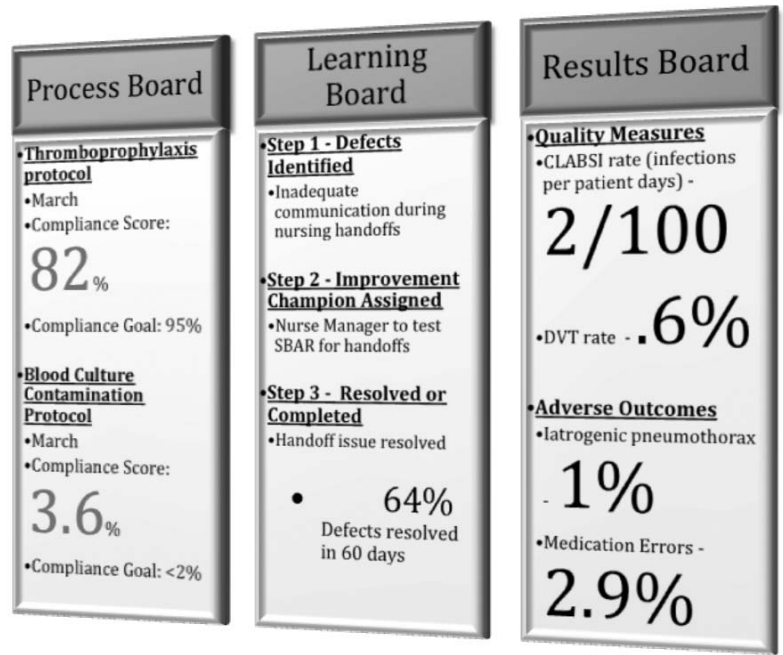 Process Board
•Thromboprophylaxis
protocol
•March
•Compliance Score:
82%
•Compliance Goal: 95%
•Blood Culture
Contamination
Protocol
•March
•Compliance Score:
3.6%
•Compliance Goal: <2%
Learning
Board
•Step 1 - Defects
Identified
•Inadequate
communication during
nursing handoffs
•Step 2 - Improvement
Champion Assigned
•Nurse Manager to test
SBAR for handoffs
•Step 3 - Resolved or
Completed
•Handoff issue resolved
• 64%
Defects resolved
in 60 days
Results Board
•Quality Measures
•CLABSI rate (infections
per patient days) -
2/100
•DVT rate - .6%
•Adverse Outcomes
•Iatrogenic pneumothorax
- 1%
•Medication Errors -
2.9%